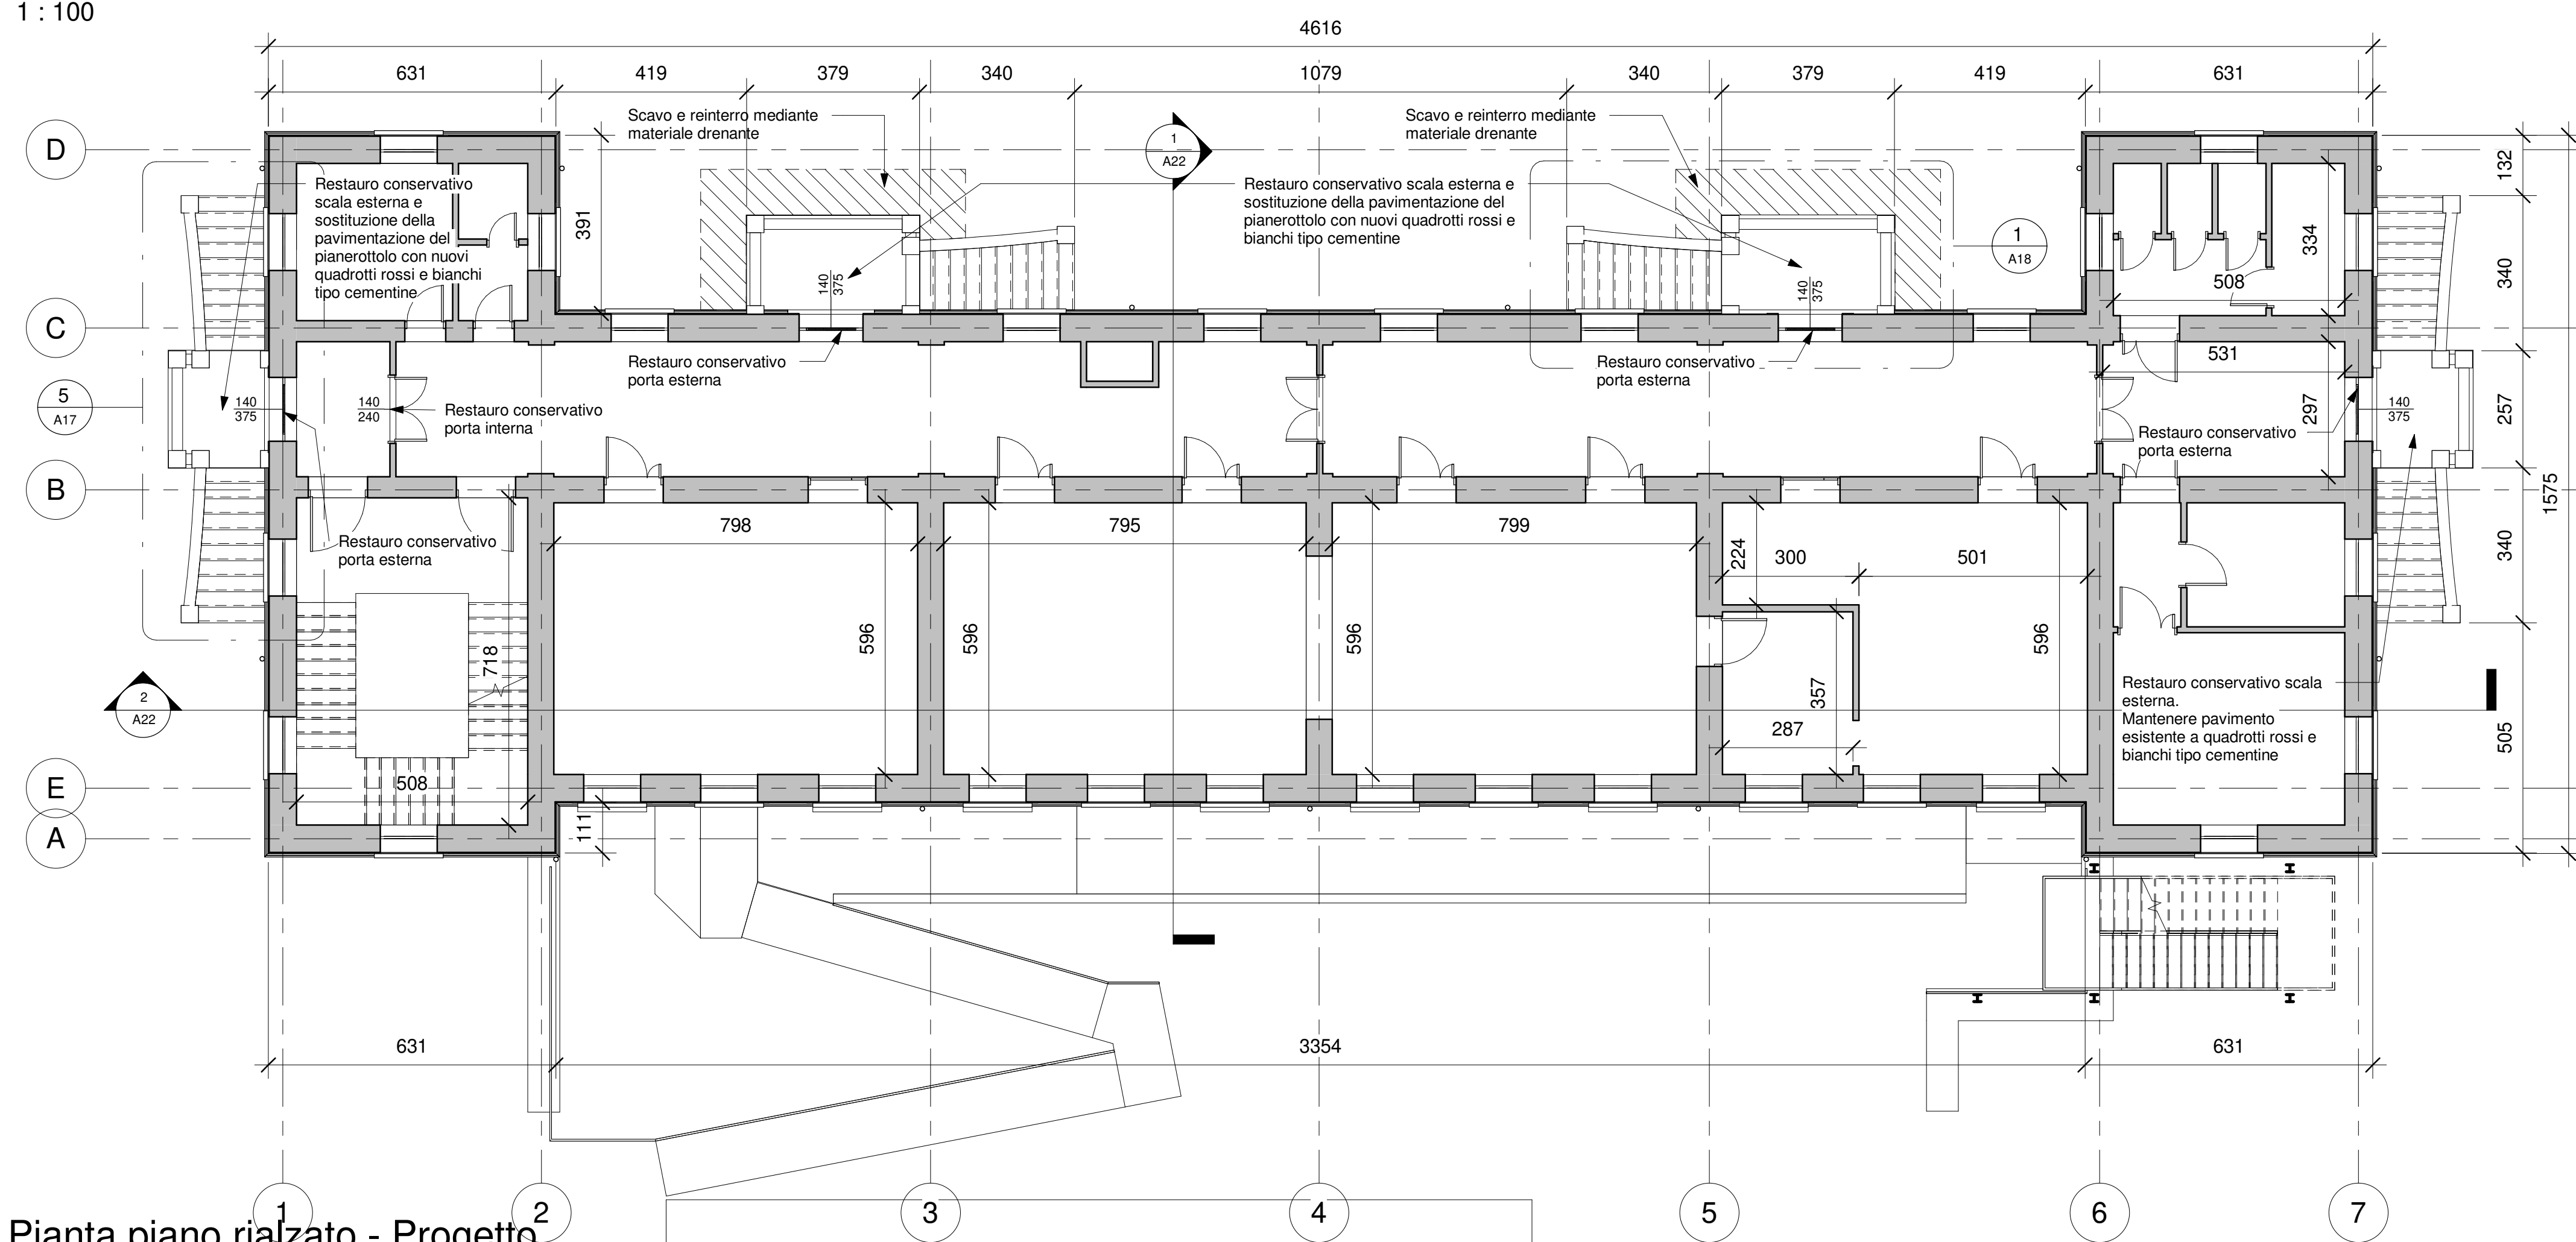 1 : 100
4616
631
419
379
340
1079
340
379
419
631
Scavo e reinterro mediante
materiale drenante
Scavo e reinterro mediante
materiale drenante
1
A22
D
132
Restauro conservativo
scala esterna e
sostituzione della
pavimentazione del
pianerottolo con nuovi
quadrotti rossi e bianchi
tipo cementine
391
Restauro conservativo scala esterna e
sostituzione della pavimentazione del
pianerottolo con nuovi quadrotti rossi e
bianchi tipo cementine
1
A18
334
508
340
140
375
140
375
C
Restauro conservativo
porta esterna
Restauro conservativo
porta esterna
531
5
A17
140
375
140
240
Restauro conservativo
porta interna
297
140
375
257
Restauro conservativo
porta esterna
B
1575
Restauro conservativo
porta esterna
798
795
799
224
300
501
340
596
596
596
596
718
357
287
2
A22
Restauro conservativo scala
esterna.
Mantenere pavimento
esistente a quadrotti rossi e
bianchi tipo cementine
505
E
508
111
A
631
3354
631
1
2
3
4
5
6
7
Pianta piano rialzato - Progetto